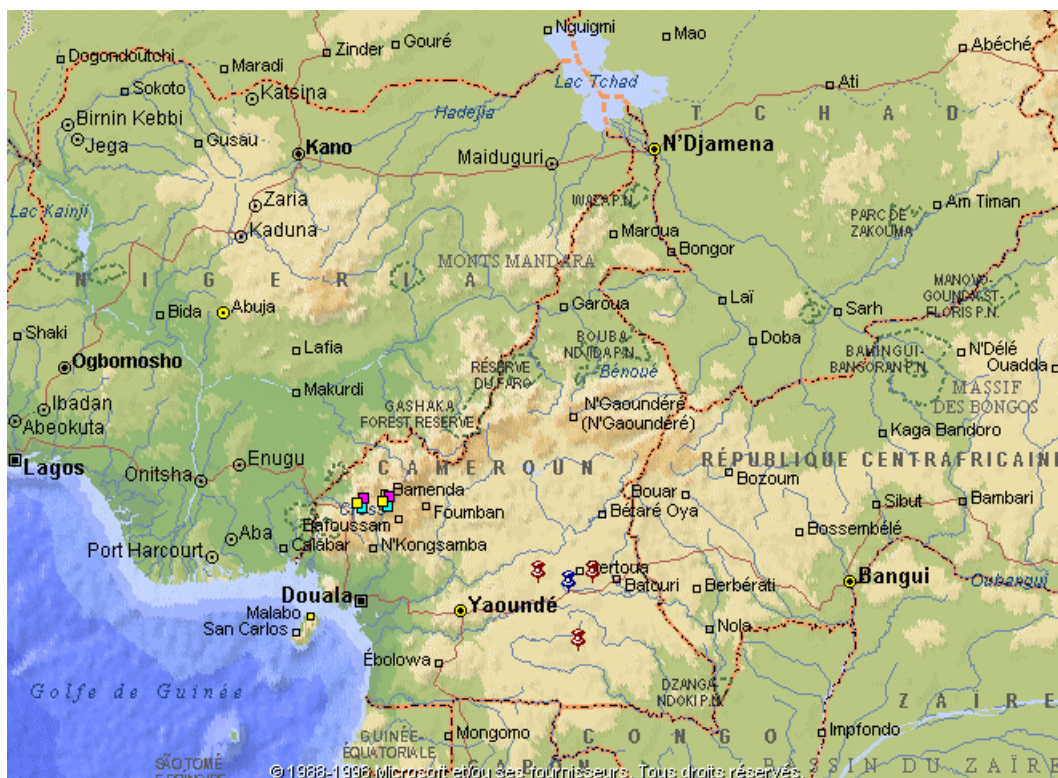 Nguigmi
Mao
Gouré
Zinder
Abéché
Dogondoutchi
Maradi
Lac Tchad
Ati
Sokoto
Katsina
Hadejia
T C H A D
Birnin Kebbi
Gusau
Jega
Kano
Maiduguri
N'Djamena
WAZA P.N.
Zaria
Am Timan
Lac Kainji
PARC DE
ZAKOUMA
Kaduna
Maroua
Bongor
MONTS MANDARA
N I G E R I A
MANOVO-
GOUNDA ST-
FLORIS P.N.
Garoua
Laï
Sarh
Bida
Abuja
Shaki
BOUBA
NDJIDA P.N.
Doba
Lafia
BAMINGUI-
BANGORAN P.N.
N'Délé
Ouadda
Ogbomosho
RÉSERVE
DU FARO
Bénoué
Makurdi
MASSIF
DES BONGOS
Ibadan
GASHAKA
FOREST RESERVE
N'Gaoundéré
(N'Gaoundéré)
Abeokuta
Kaga Bandoro
Lagos
Enugu
C A M E R O U N
RÉPUBLIQUE CENTRAFRICAINE
Onitsha
Bozoum
Bamenda
Bouar
Sibut
Bambari
Foumban
Bétaré Oya
Bafoussam
Bossembélé
Aba
Calabar
N'Kongsamba
Port Harcourt
Bertoua
Batouri
Berbérati
Bangui
Oubangui
Douala
Yaoundé
Malabo
San Carlos
Nola
Ébolowa
Golfe de Guinée
DZANGA-
NDOKI P.N.
Z A Ï R E
Mongomo
Impfondo
GUINÉE-
ÉQUATORIALE
C O N G O
SÃO TOMÉ
E PRINCIPE
G A B O N
BASSIN DU ZAÏRE
© 1988-1996 Microsoft et/ou ses fournisseurs. Tous droits réservés.